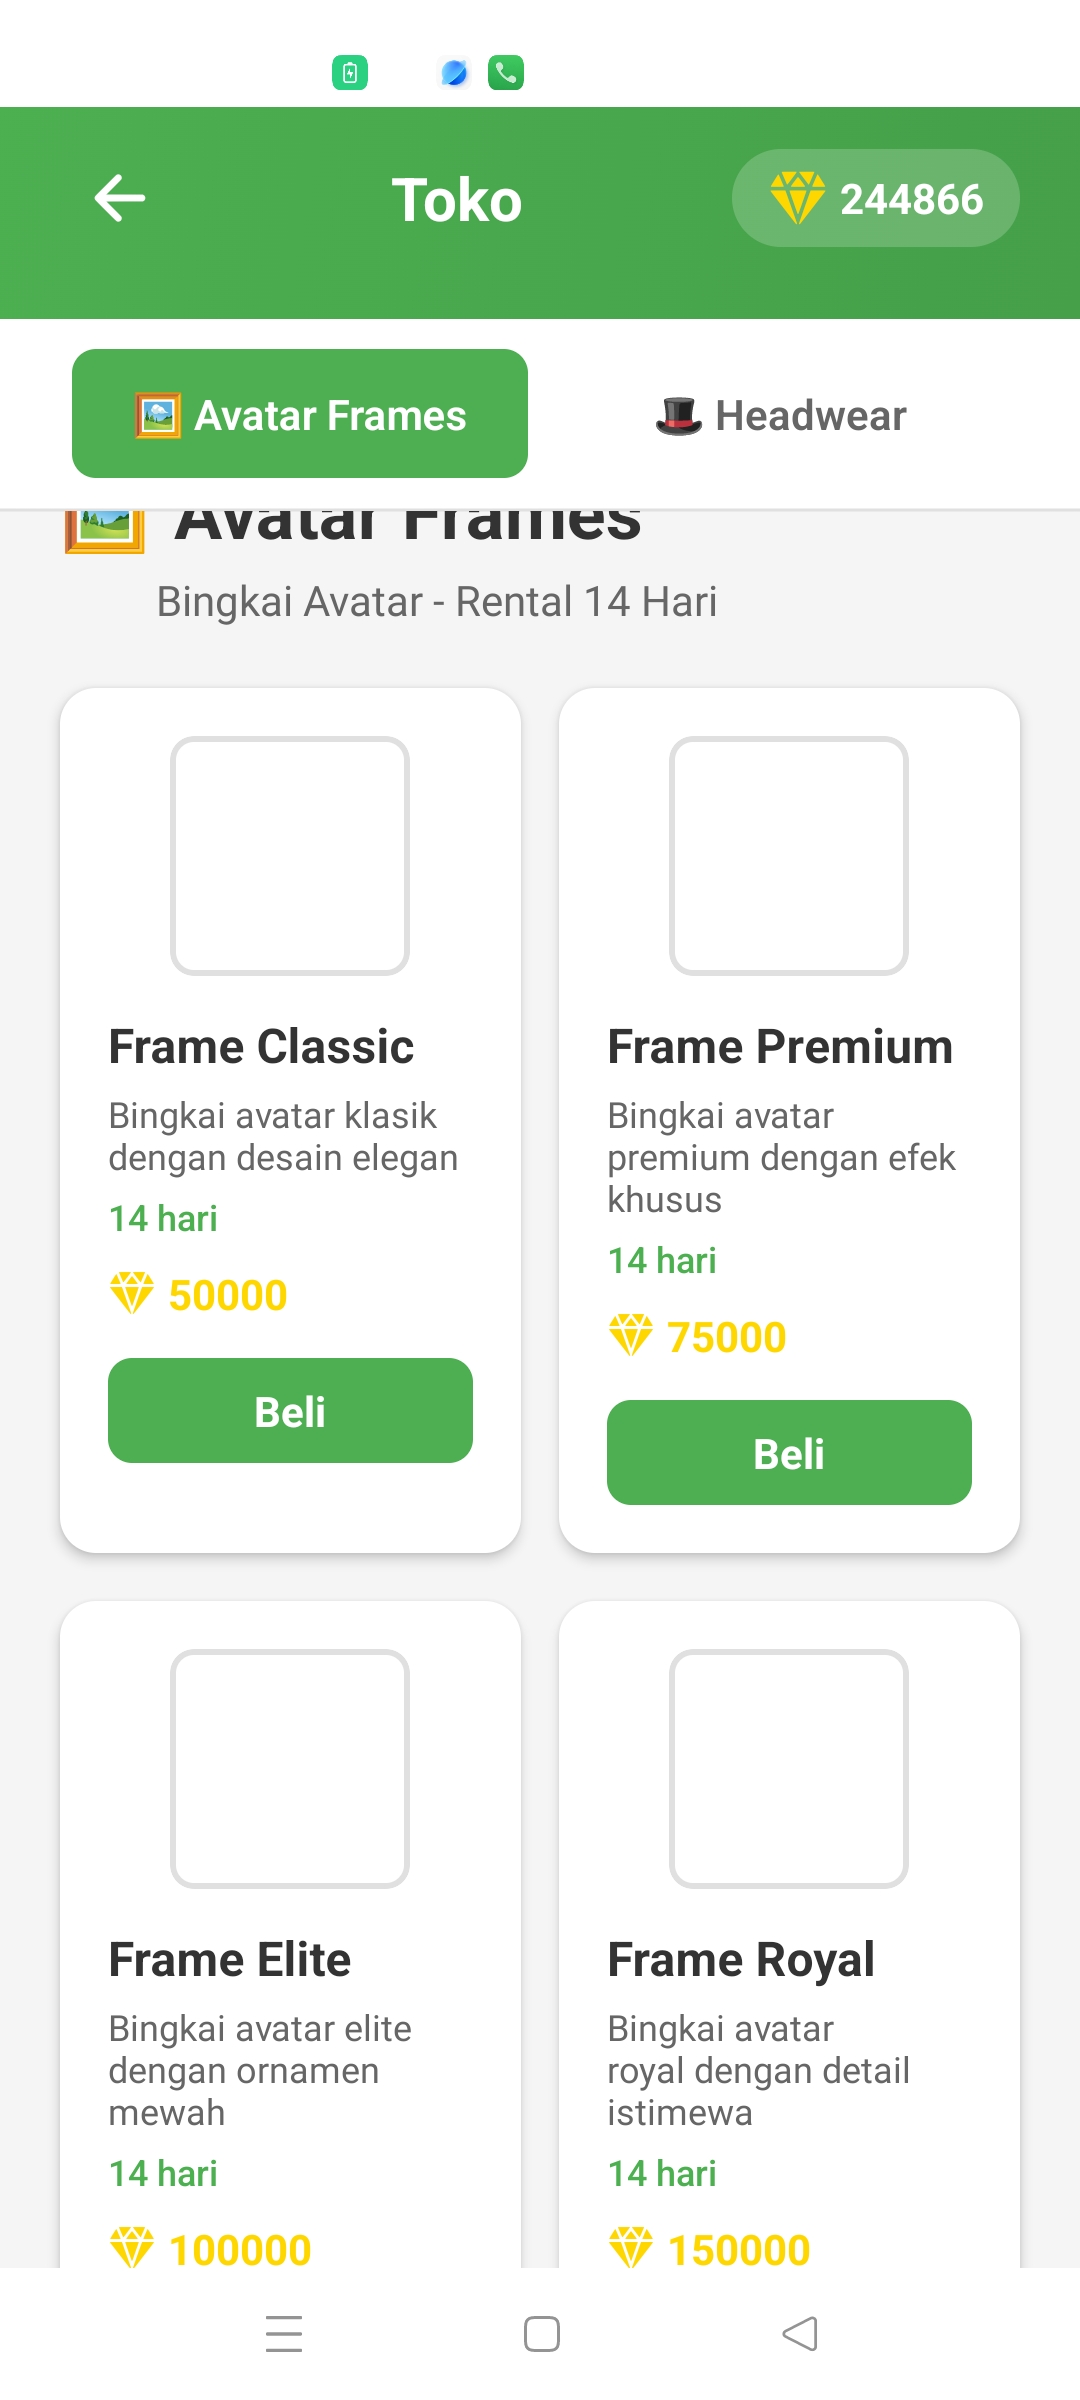 Toko
244866
Avatar Frames
Headwear
Avatar Frames
Bingkai Avatar - Rental 14 Hari
Frame Classic
Bingkai avatar klasik
dengan desain elegan
14 hari
50000
Beli
Frame Premium
Bingkai avatar
premium dengan efek
khusus
14 hari
75000
Beli
Frame Elite
Bingkai avatar elite
dengan ornamen
mewah
14 hari
100000
Frame Royal
Bingkai avatar
royal dengan detail
istimewa
14 hari
150000